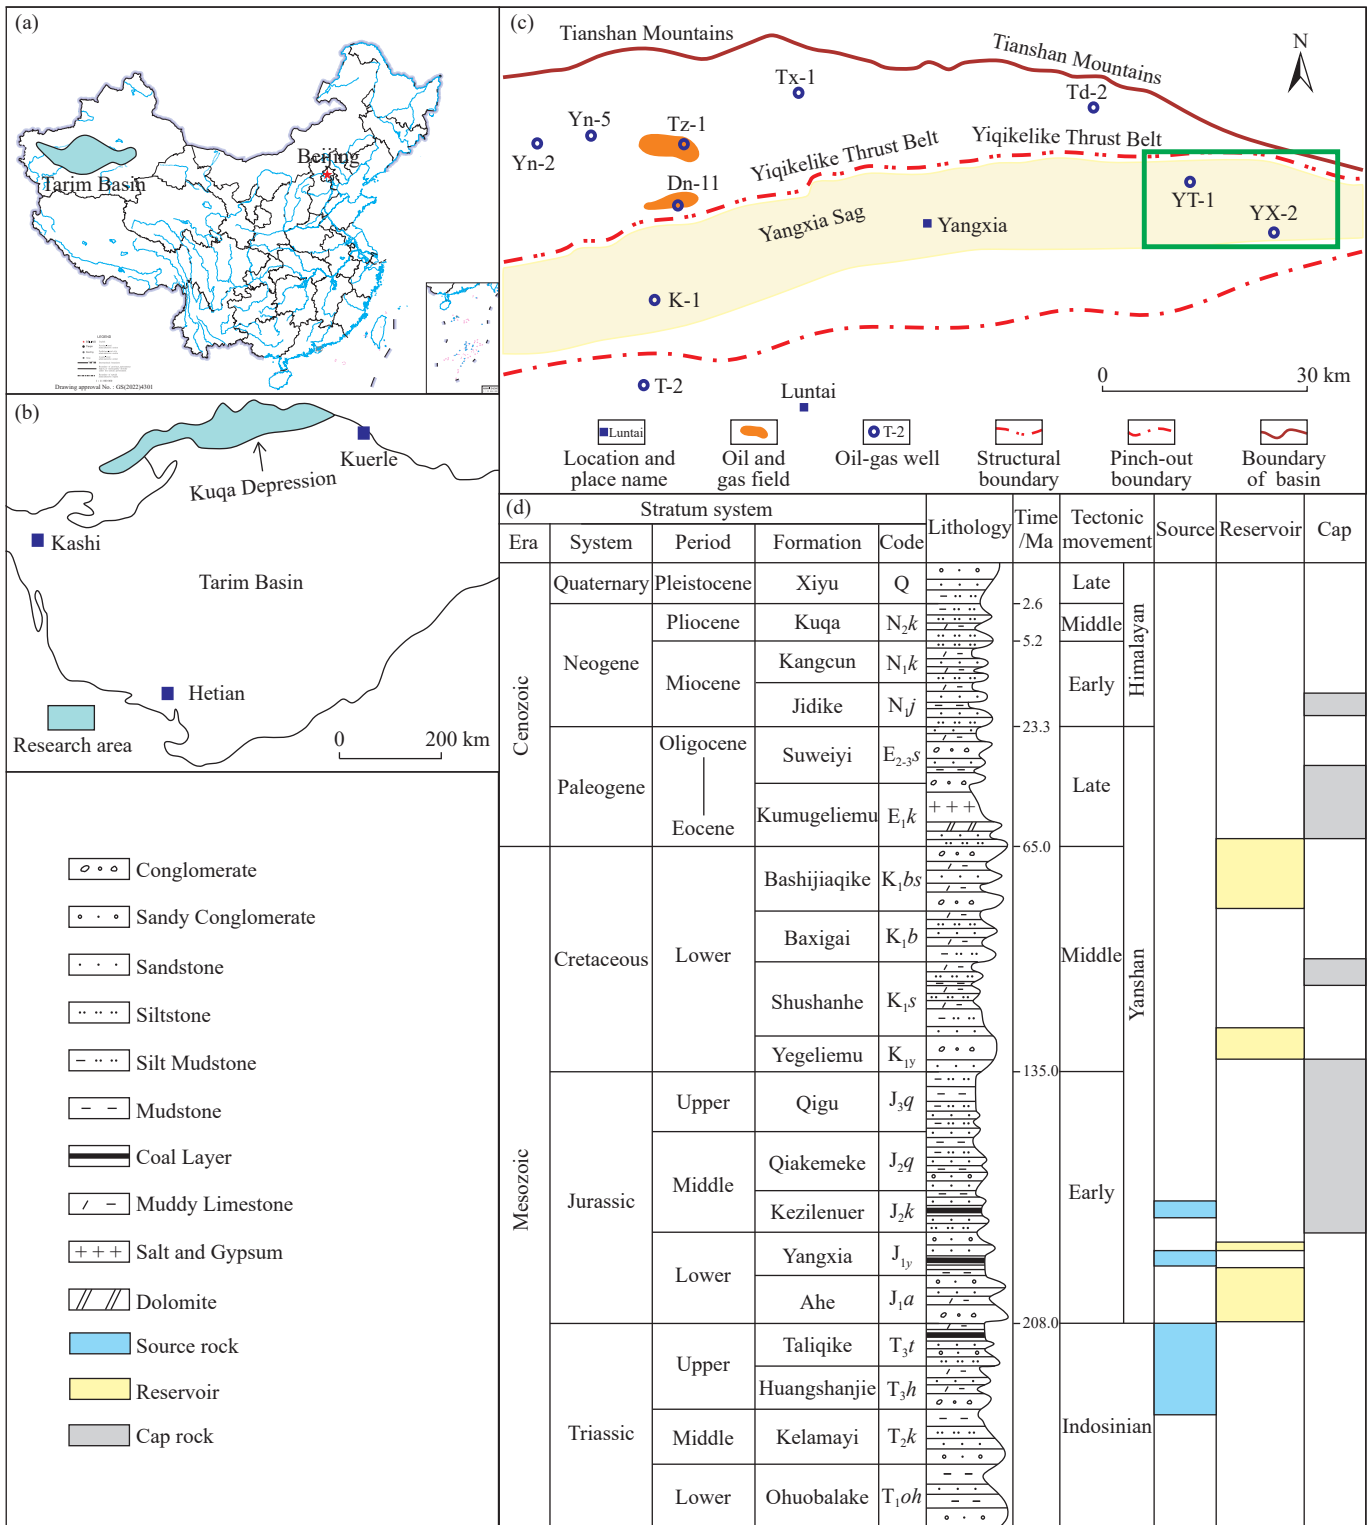 (a)
Beijing
Tarim Basin
LEGEND
Drawing approval No. : GS(2022)4301
(b)
Kuerle
Kuqa Depression
Kashi
Tarim Basin
Hetian
Research area
0 200 km
(c)
Tianshan Mountains
Tianshan Mountains
N
Tx-1
Td-2
Yn-5
Tz-1
Yn-2
Yiqikelike Thrust Belt
Yiqikelike Thrust Belt
Dn-11
YT-1
Yangxia Sag
Yangxia
YX-2
K-1
T-2
Luntai
0 30 km
Luntai
T-2
Location and
place name
Oil and
gas field
Oil-gas well
Structural
boundary
Pinch-out
boundary
Boundary
of basin
Conglomerate
Sandy Conglomerate
Sandstone
Siltstone
Silt Mudstone
Mudstone
Coal Layer
Muddy Limestone
+++ Salt and Gypsum
Dolomite
Source rock
Reservoir
Cap rock
(d)
Stratum system
Lithology
Time
/Ma
Tectonic
movement
Source
Reservoir
Cap
Era
System
Period
Formation
Code
Cenozoic
Quaternary
Pleistocene
Xiyu
Q
Late
2.6
Himalayan
Neogene
Pliocene
Kuqa
N2k
Middle
5.2
Miocene
Kangcun
N1k
Early
Jidike
N1j
23.3
Paleogene
Oligocene
Eocene
Suweiyi
E2-3s
Late
Kumugeliemu
E1k
+++
65.0
Yanshan
Mesozoic
Cretaceous
Lower
Bashijiaqike
K1bs
Middle
Baxigai
K1b
Shushanhe
K1s
Yegeliemu
K1y
135.0
Jurassic
Upper
Qigu
J3q
Early
Middle
Qiakemeke
J2q
Kezilenuer
J2k
Lower
Yangxia
J1y
Ahe
J1a
208.0
Triassic
Upper
Taliqike
T3t
Indosinian
Huangshanjie
T3h
Middle
Kelamayi
T2k
Lower
Ohuobalake
T1oh